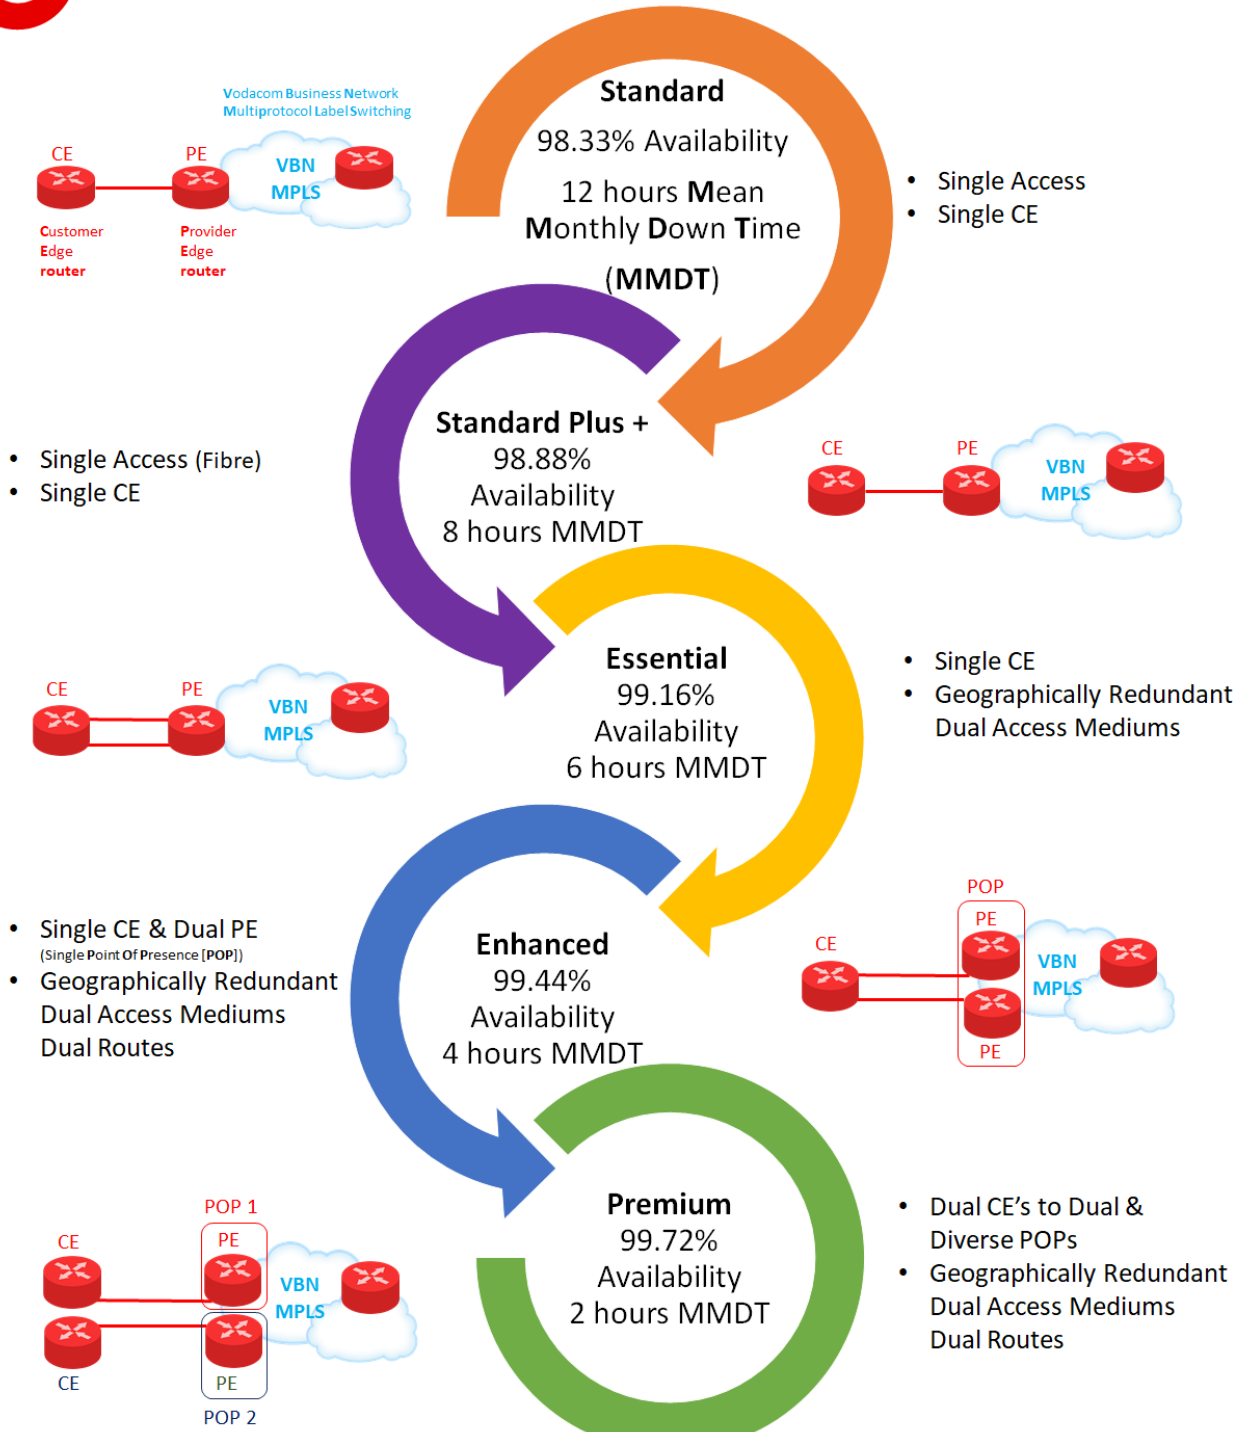 Vodacom Business Network
Multiprotocol Label Switching
CE
PE
VBN
MPLS
Customer
Edge
router
Provider
Edge
router
Standard
98.33% Availability
12 hours Mean
Monthly Down Time
(MMDT)
• Single Access
• Single CE
• Single Access (Fibre)
• Single CE
Standard Plus +
98.88%
Availability
8 hours MMDT
CE
PE
VBN
MPLS
CE
PE
VBN
MPLS
Essential
99.16%
Availability
6 hours MMDT
• Single CE
• Geographically Redundant
Dual Access Mediums
• Single CE & Dual PE
(Single Point Of Presence [POP])
• Geographically Redundant
Dual Access Mediums
Dual Routes
Enhanced
99.44%
Availability
4 hours MMDT
POP
PE
CE
VBN
MPLS
PE
POP 1
CE
PE
VBN
MPLS
CE
PE
POP 2
Premium
99.72%
Availability
2 hours MMDT
• Dual CE's to Dual &
Diverse POPs
• Geographically Redundant
Dual Access Mediums
Dual Routes